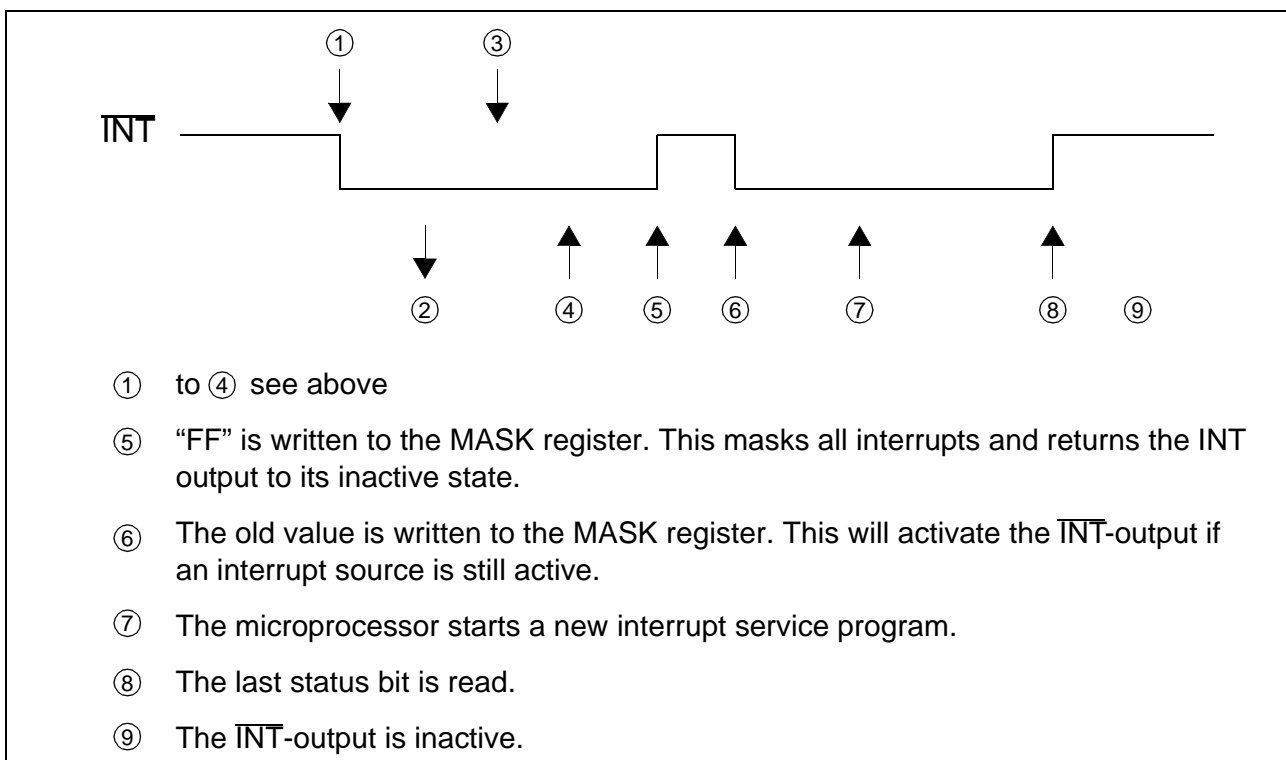 ① ③
INT
② ④ ⑤ ⑥ ⑦ ⑧ ⑨
① to ④ see above
⑤ “FF” is written to the MASK register. This masks all interrupts and returns the INT
output to its inactive state.
⑥ The old value is written to the MASK register. This will activate the I̅N̅T̅-output if
an interrupt source is still active.
⑦ The microprocessor starts a new interrupt service program.
⑧ The last status bit is read.
⑨ The I̅N̅T̅-output is inactive.